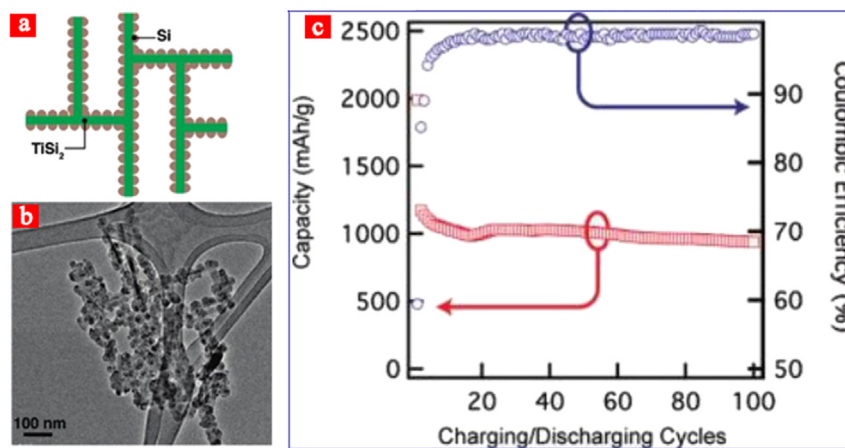 a
Si
TiSi₂
b
100 nm
c
2500
2000
1500
1000
500
0
Capacity (mAh/g)
90
80
70
60
50
Coulombic Efficiency (%)
20
40
60
80
100
Charging/Discharging Cycles